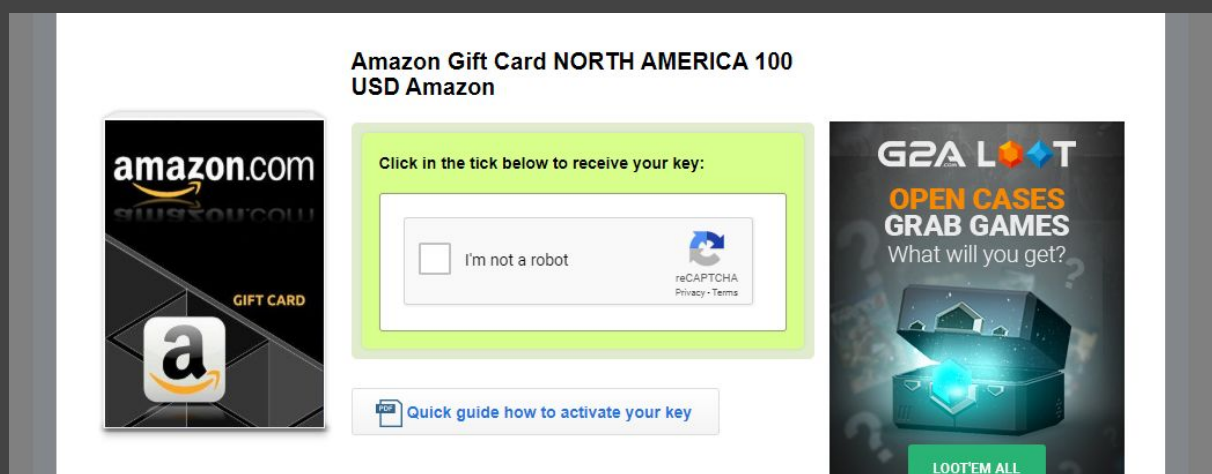 Amazon Gift Card NORTH AMERICA 100
USD Amazon
amazon.com
GIFT CARD
a
Click in the tick below to receive your key:
I'm not a robot
reCAPTCHA
Privacy - Terms
PDF
Quick guide how to activate your key
G2A LOOT
.COM
OPEN CASES
GRAB GAMES
What will you get?
LOOT'EM ALL